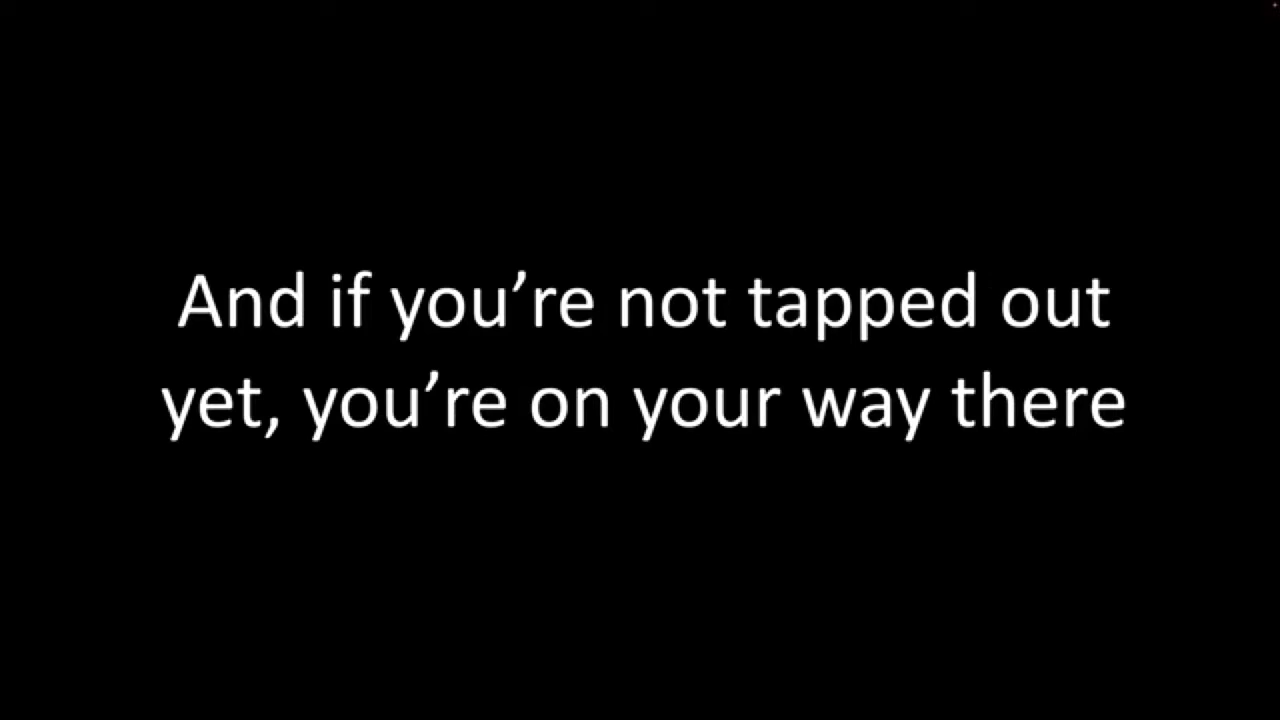 And if you’re not tapped out
yet, you’re on your way there